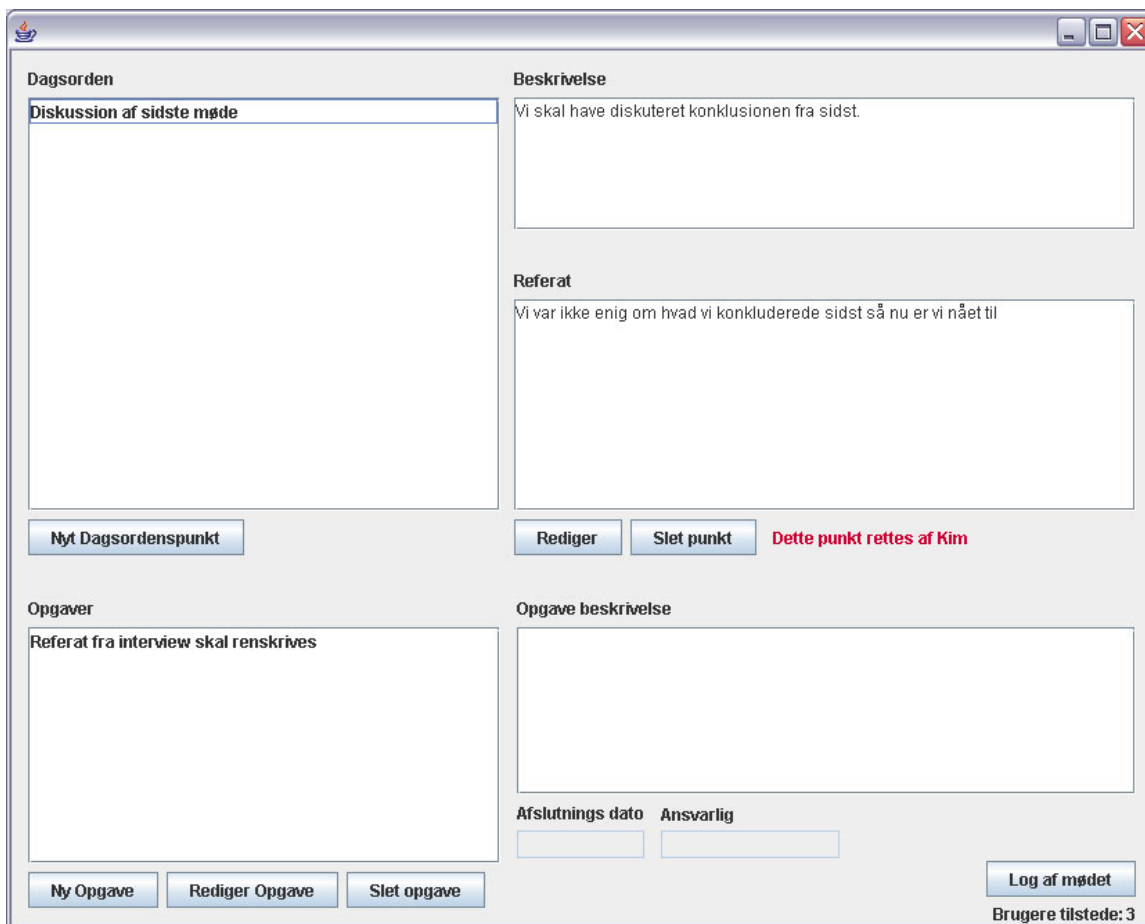 Dagsorden
Diskussion af sidste møde
Nyt Dagsordenspunkt
Beskrivelse
Vi skal have diskuteret konklusionen fra sidst.
Referat
Vi var ikke enig om hvad vi konkluderede sidst så nu er vi nået til
Rediger
Slet punkt
Dette punkt rettes af Kim
Opgaver
Referat fra interview skal renskrives
Ny Opgave
Rediger Opgave
Slet opgave
Opgave beskrivelse
Afslutnings dato
Ansvarlig
Log af mødet
Brugere tilstede: 3